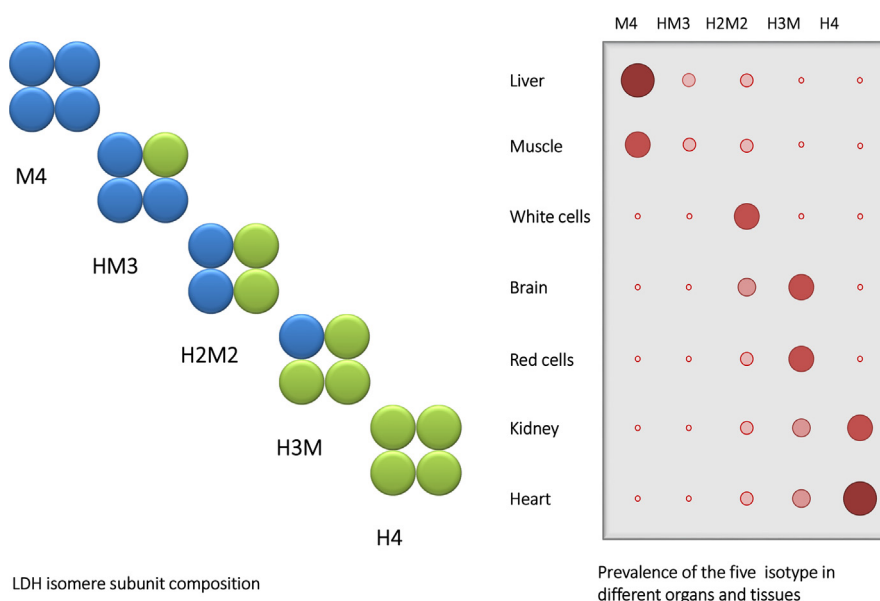 M4
HM3
H2M2
H3M
H4
LDH isomere subunit composition
M4 HM3 H2M2 H3M H4
Liver
Muscle
White cells
Brain
Red cells
Kidney
Heart
Prevalence of the five isotype in
different organs and tissues